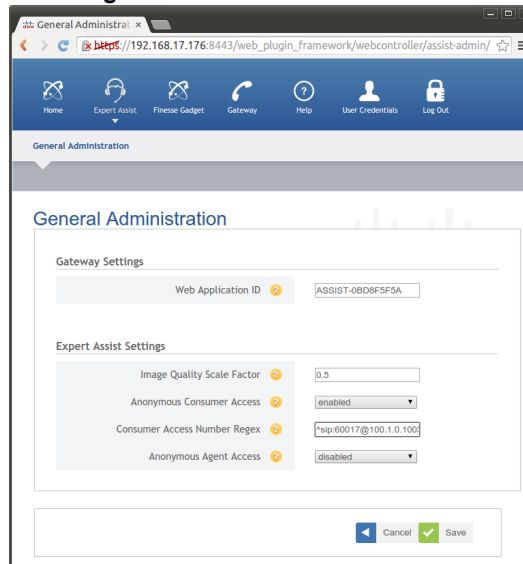 General Administrat ×
https://192.168.17.176:8443/web_plugin_framework/webcontroller/assist-admin/
Home Expert Assist Finesse Gadget Gateway Help User Credentials Log Out
General Administration
General Administration
Gateway Settings
Web Application ID ASSIST-0BD8F5F5A
Expert Assist Settings
Image Quality Scale Factor 0.5
Anonymous Consumer Access enabled
Consumer Access Number Regex ^sip:60017@100.1.0.100
Anonymous Agent Access disabled
Cancel Save